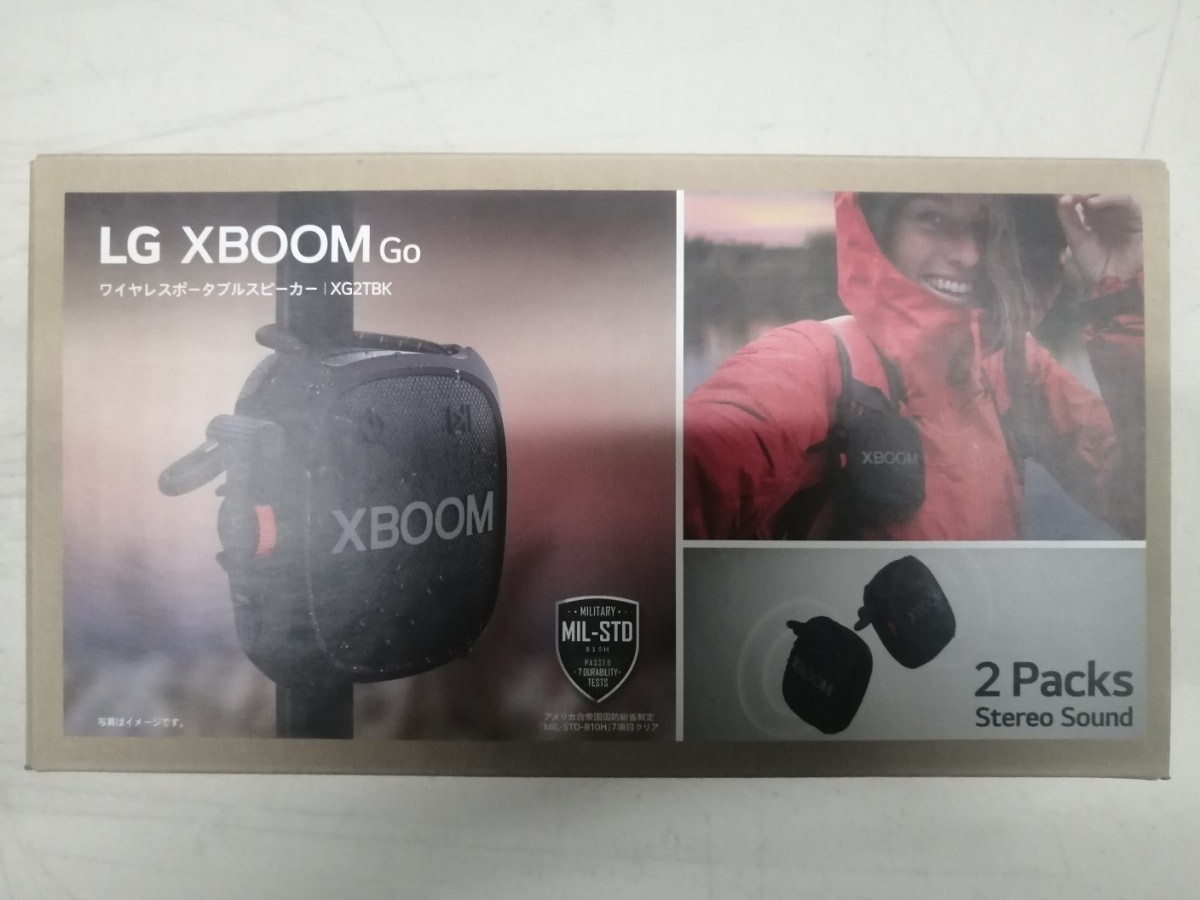 LG XBOOM Go
ワイヤレスポータブルスピーカー | XG2TBK
XBOOM
MILITARY
MIL-STD
810H
PASSED
7 DURABILITY
TESTS
アメリカ合衆国国防総省制定
「MIL-STD-810H」7項目クリア
写真はイメージです。
XBOOM
XBOOM
XBOOM
2 Packs
Stereo Sound